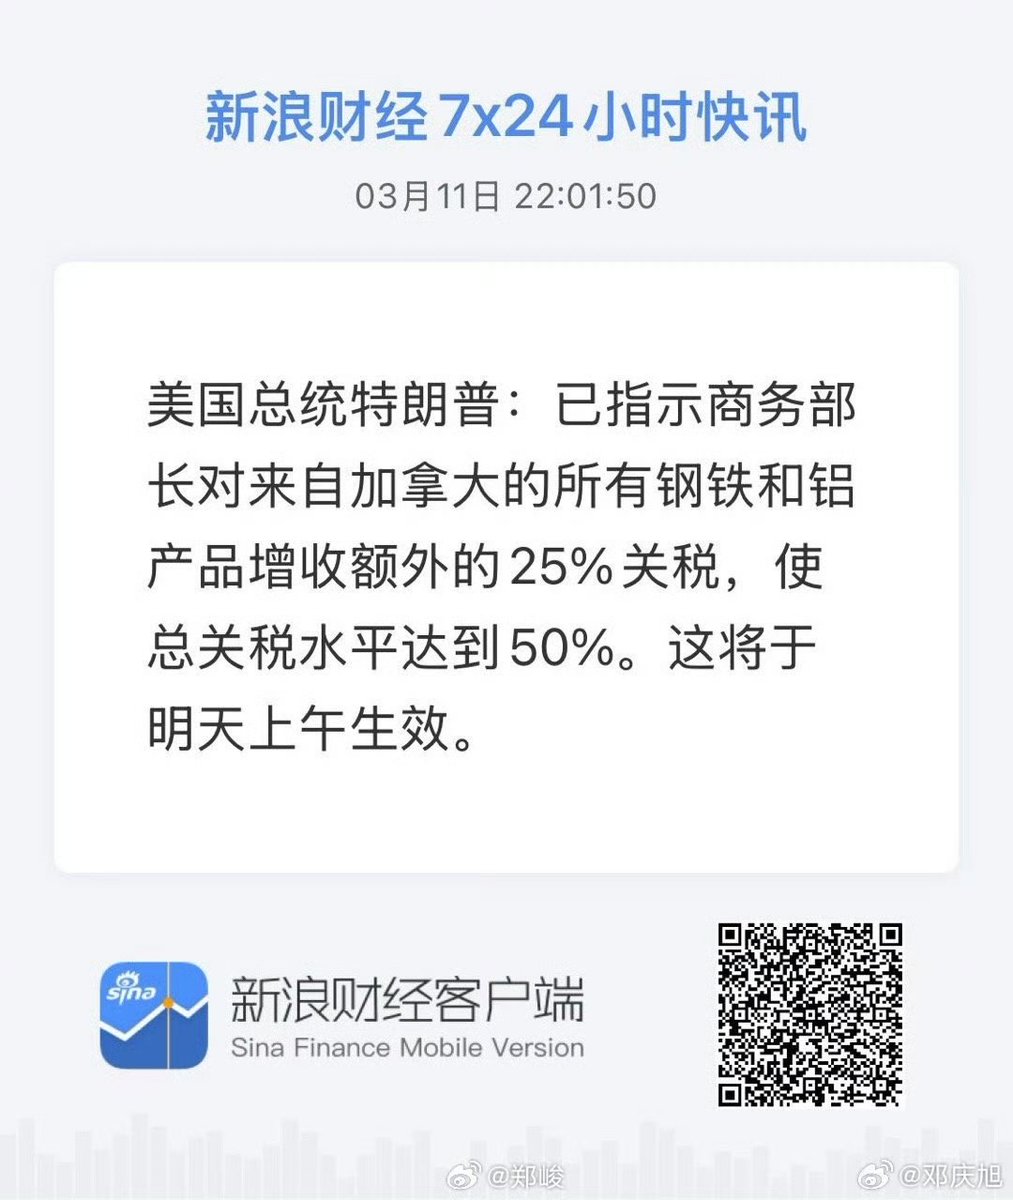 新浪财经7x24小时快讯
03月11日 22:01:50
美国总统特朗普：已指示商务部
长对来自加拿大的所有钢铁和铝
产品增收额外的25%关税，使
总关税水平达到50%。这将于
明天上午生效。
sina
新浪财经客户端
Sina Finance Mobile Version
@郑峻
@邓庆旭